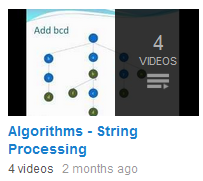 Add bcd
4
VIDEOS
Algorithms - String
Processing
4 videos 2 months ago